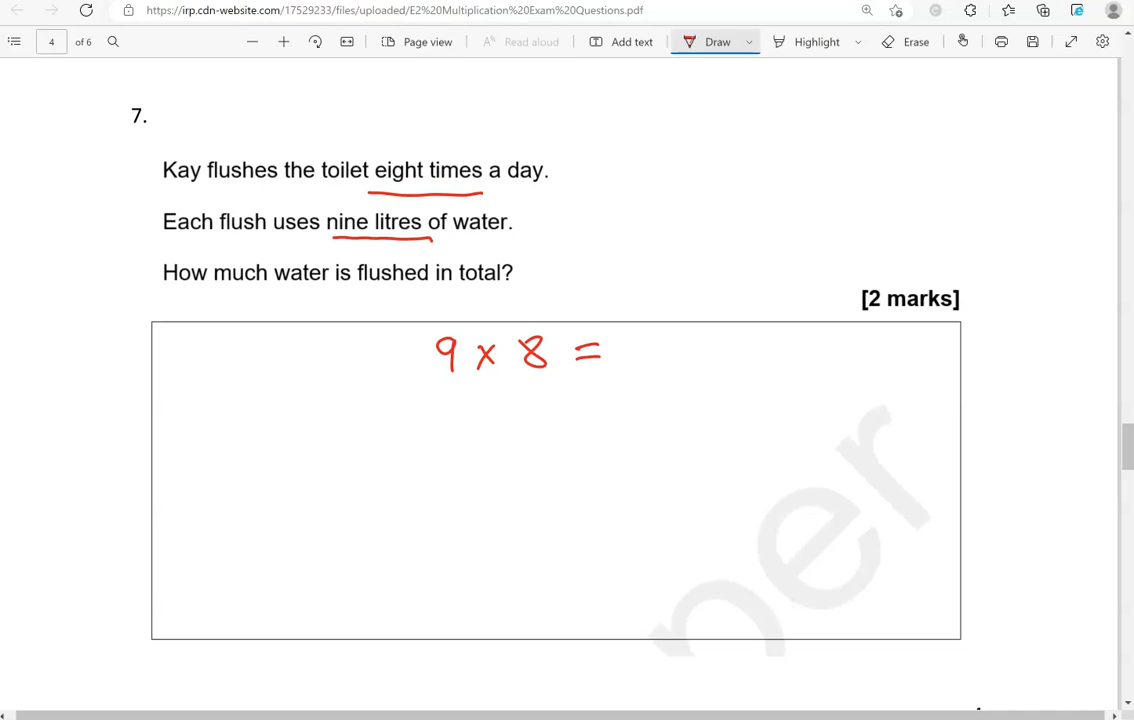 https://irp.cdn-website.com/17529233/files/uploaded/E2%20Multiplication%20Exam%20Questions.pdf
4 of 6 Page view Read aloud Add text Draw Highlight Erase
7.
Kay flushes the toilet eight times a day.
Each flush uses nine litres of water.
How much water is flushed in total?
[2 marks]
9 x 8 =
ner